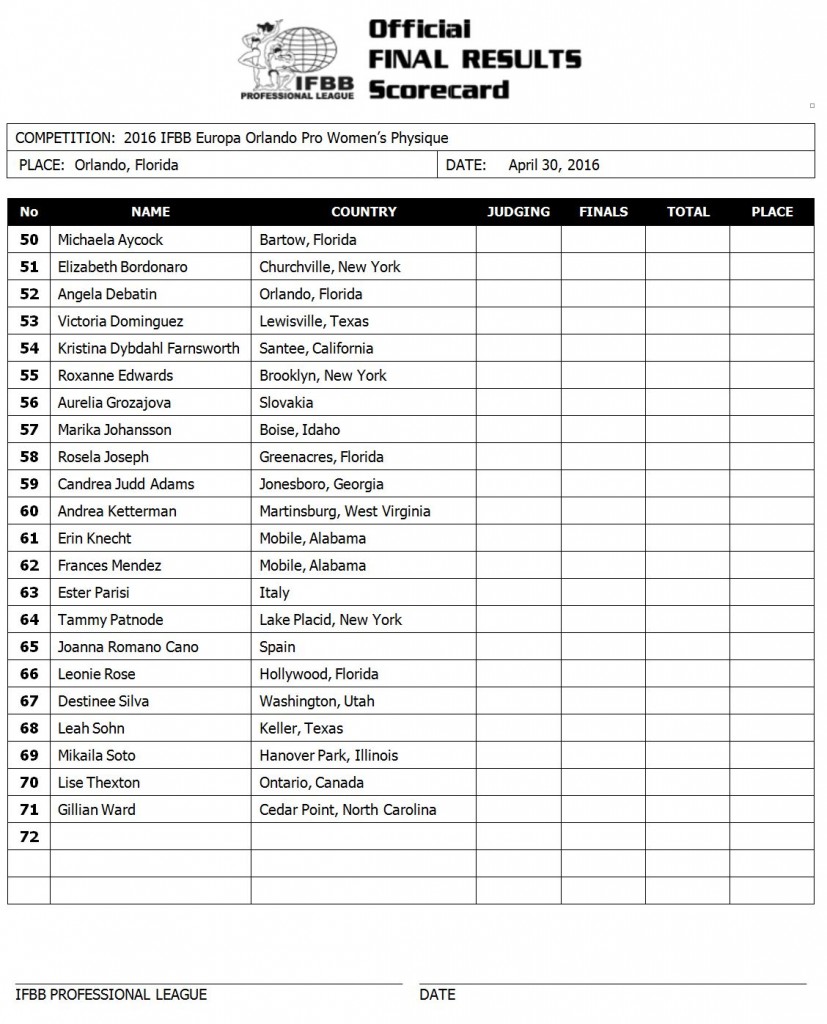 Official
FINAL RESULTS
Scorecard
IFBB
PROFESSIONAL LEAGUE
COMPETITION: 2016 IFBB Europa Orlando Pro Women’s Physique
PLACE: Orlando, Florida DATE: April 30, 2016
No NAME COUNTRY JUDGING FINALS TOTAL PLACE
50 Michaela Aycock Bartow, Florida
51 Elizabeth Bordonaro Churchville, New York
52 Angela Debatin Orlando, Florida
53 Victoria Dominguez Lewisville, Texas
54 Kristina Dybdahl Farnsworth Santee, California
55 Roxanne Edwards Brooklyn, New York
56 Aurelia Grozajova Slovakia
57 Marika Johansson Boise, Idaho
58 Rosela Joseph Greenacres, Florida
59 Candrea Judd Adams Jonesboro, Georgia
60 Andrea Ketterman Martinsburg, West Virginia
61 Erin Knecht Mobile, Alabama
62 Frances Mendez Mobile, Alabama
63 Ester Parisi Italy
64 Tammy Patnode Lake Placid, New York
65 Joanna Romano Cano Spain
66 Leonie Rose Hollywood, Florida
67 Destinee Silva Washington, Utah
68 Leah Sohn Keller, Texas
69 Mikaila Soto Hanover Park, Illinois
70 Lise Thexton Ontario, Canada
71 Gillian Ward Cedar Point, North Carolina
72
IFBB PROFESSIONAL LEAGUE DATE